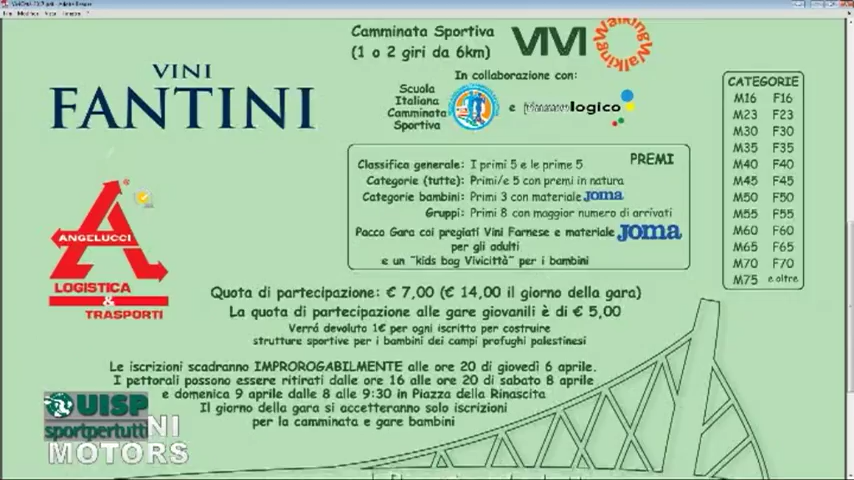 Camminata Sportiva
(1 o 2 giri da 6km)
VIVI
Walking
Walking
VINI
FANTINI
In collaborazione con:
Scuola
Italiana
Camminata
Sportiva
e
logico
CATEGORIE
M16 F16
M23 F23
M30 F30
M35 F35
M40 F40
M45 F45
M50 F50
M55 F55
M60 F60
M65 F65
M70 F70
M75 e oltre
PREMI
Classifica generale: I primi 5 e le prime 5
Categorie (tutte): Primi/e 5 con premi in natura
Categorie bambini: Primi 3 con materiale Joma
Gruppi: Primi 8 con maggior numero di arrivati
Pacco Gara coi pregiati Vini Farnese e materiale Joma
per gli adulti
e un "kids bag Vivicittà" per i bambini
ANGELUCCI
LOGISTICA
&
TRASPORTI
Quota di partecipazione: € 7,00 (€ 14,00 il giorno della gara)
La quota di partecipazione alle gare giovanili è di € 5,00
Verrá devoluto 1€ per ogni iscritto per costruire
strutture sportive per i bambini dei campi profughi palestinesi
Le iscrizioni scadranno IMPROROGABILMENTE alle ore 20 di giovedì 6 aprile.
I pettorali possono essere ritirati dalle ore 16 alle ore 20 di sabato 8 aprile
e domenica 9 aprile dalle 8 alle 9:30 in Piazza della Rinascita
Il giorno della gara si accetteranno solo iscrizioni
per la camminata e gare bambini
UISP
sportpertutti
NI
MOTORS